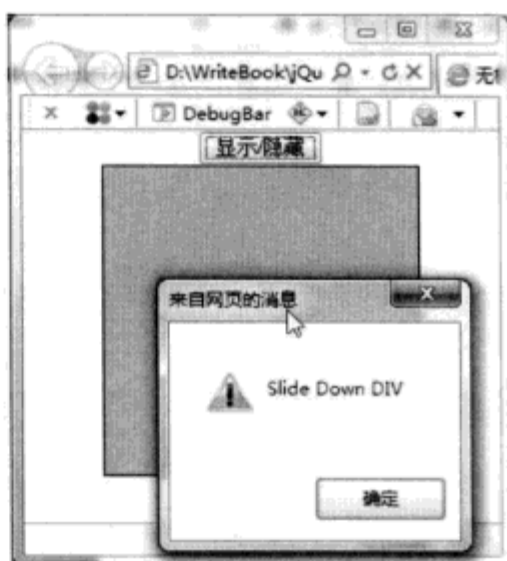 D:\WriteBook\jQu
无
× DebugBar
显示/隐藏
来自网页的消息
Slide Down DIV
确定